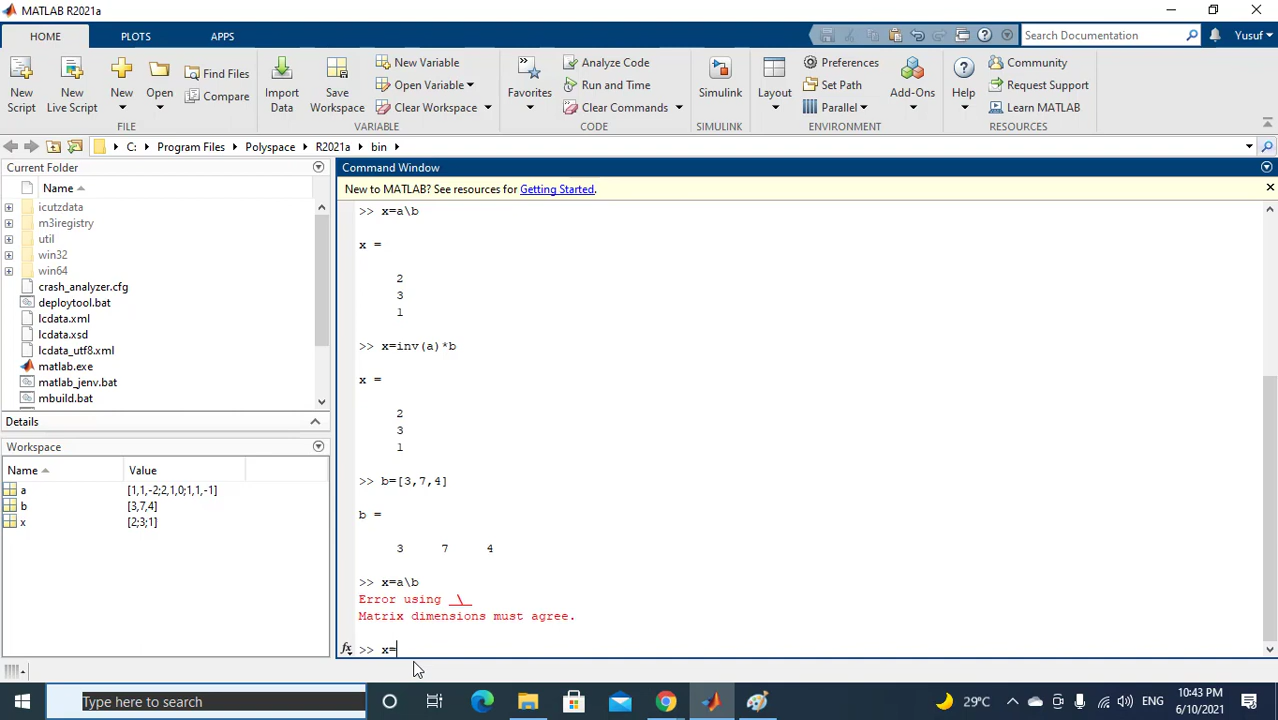 MATLAB R2021a
HOME PLOTS APPS
Search Documentation Yusuf
New Script New Live Script New Open Find Files Compare
FILE
Import Data Save Workspace New Variable Open Variable Clear Workspace
VARIABLE
Favorites Analyze Code Run and Time Clear Commands
CODE
Simulink
SIMULINK
Layout Preferences Set Path Parallel Add-Ons
ENVIRONMENT
Help Community Request Support Learn MATLAB
RESOURCES
C: Program Files Polyspace R2021a bin
Current Folder
Name
icutzdata
m3iregistry
util
win32
win64
crash_analyzer.cfg
deploytool.bat
lcdata.xml
lcdata.xsd
lcdata_utf8.xml
matlab.exe
matlab_jenv.bat
mbuild.bat
Details
Workspace
Name Value
a [1,1,-2;2,1,0;1,1,-1]
b [3,7,4]
x [2;3;1]
Command Window
New to MATLAB? See resources for Getting Started.
>> x=a\b
x =
2
3
1
>> x=inv(a)*b
x =
2
3
1
>> b=[3,7,4]
b =
3 7 4
>> x=a\b
Error using \
Matrix dimensions must agree.
fx >> x=
Type here to search
29°C ENG 10:43 PM
6/10/2021